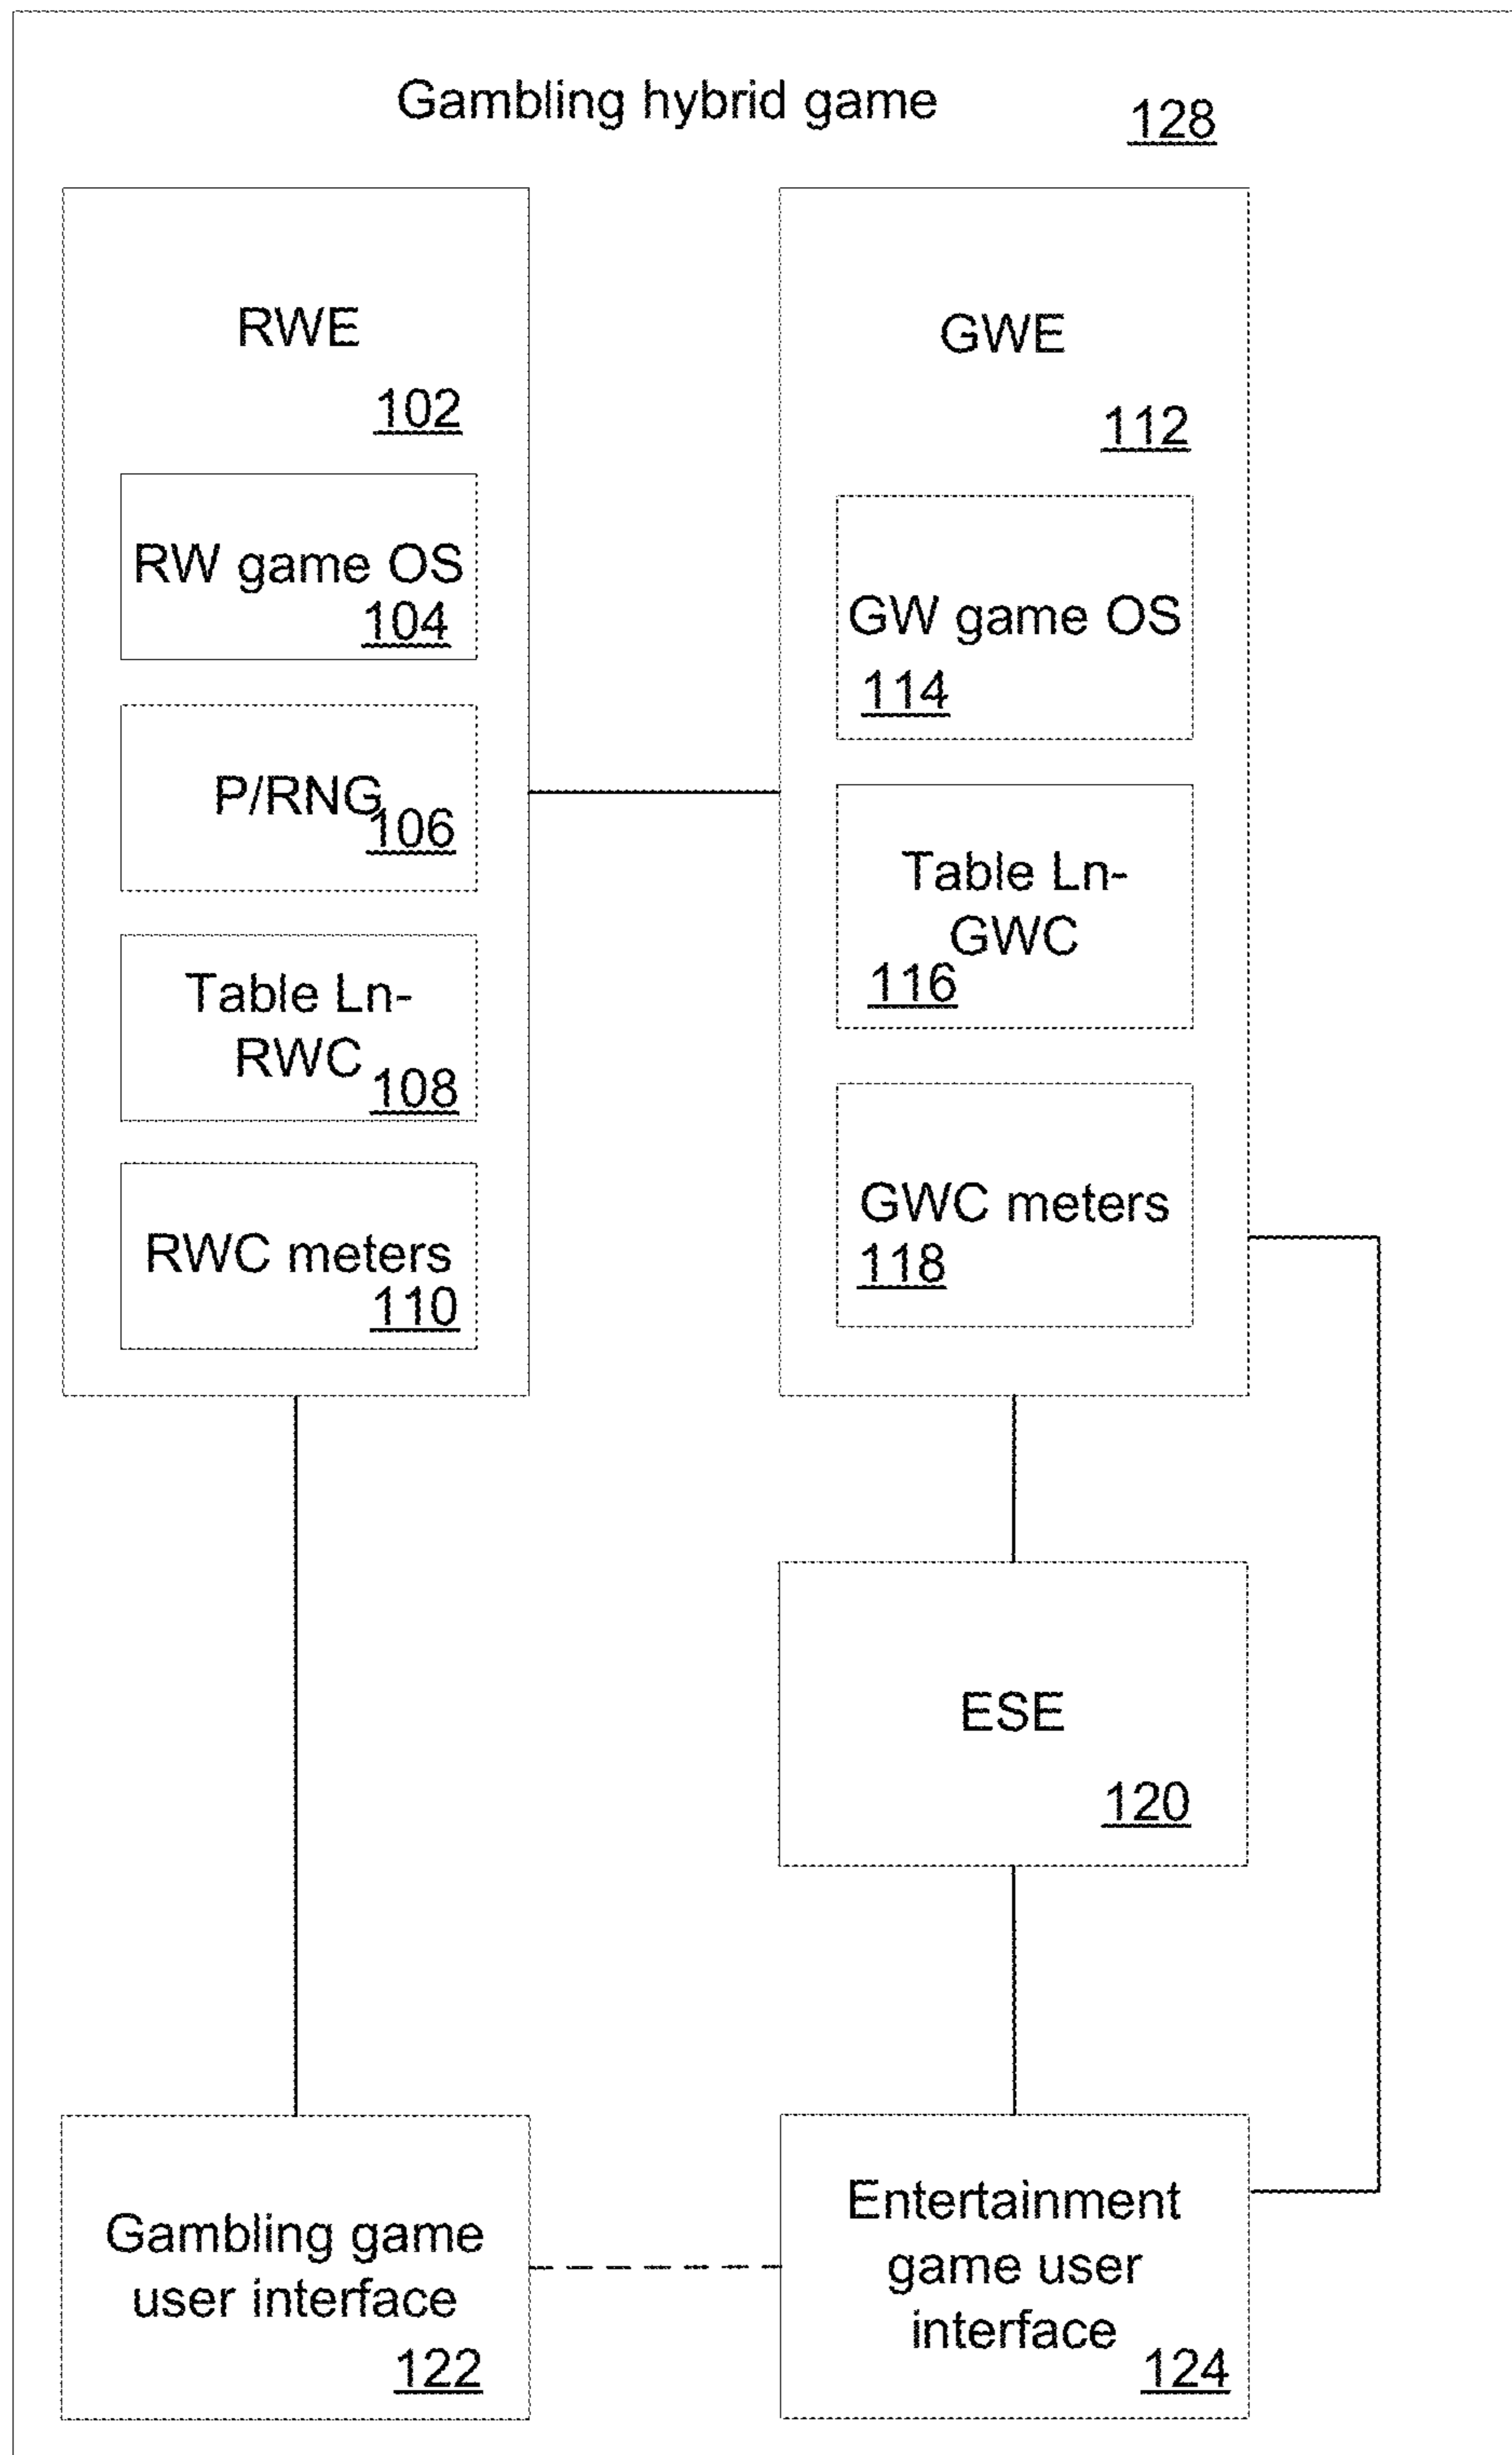 Gambling hybrid game
128
RWE
102
RW game OS
104
P/RNG
106
Table Ln-
RWC
108
RWC meters
110
GWE
112
GW game OS
114
Table Ln-
GWC
116
GWC meters
118
ESE
120
Gambling game
user interface
122
Entertainment
game user
interface
124